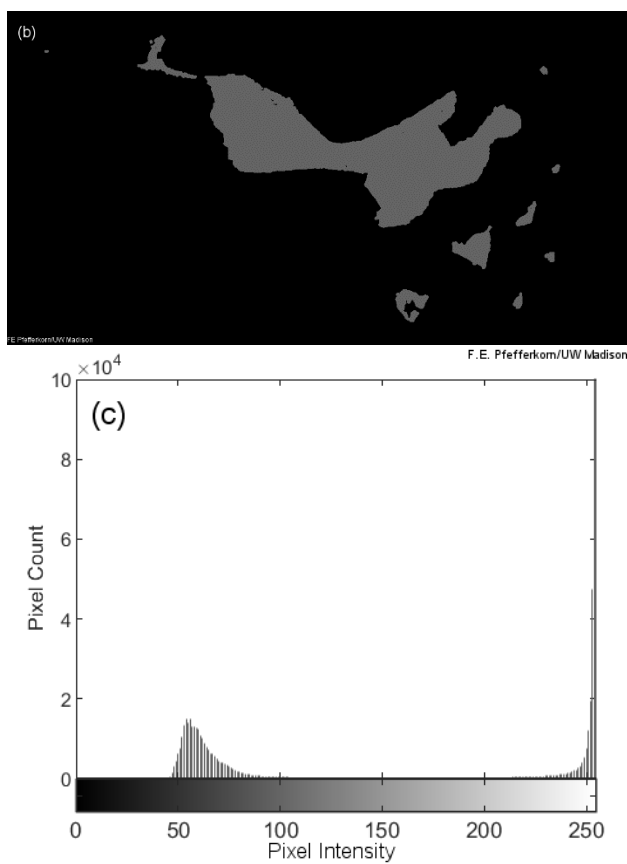 (b)
FE Pfefferkorn/UW Madison
F.E. Pfefferkorn/UW Madison
×10⁴
(c)
10
8
6
4
2
0
Pixel Count
0 50 100 150 200 250
Pixel Intensity